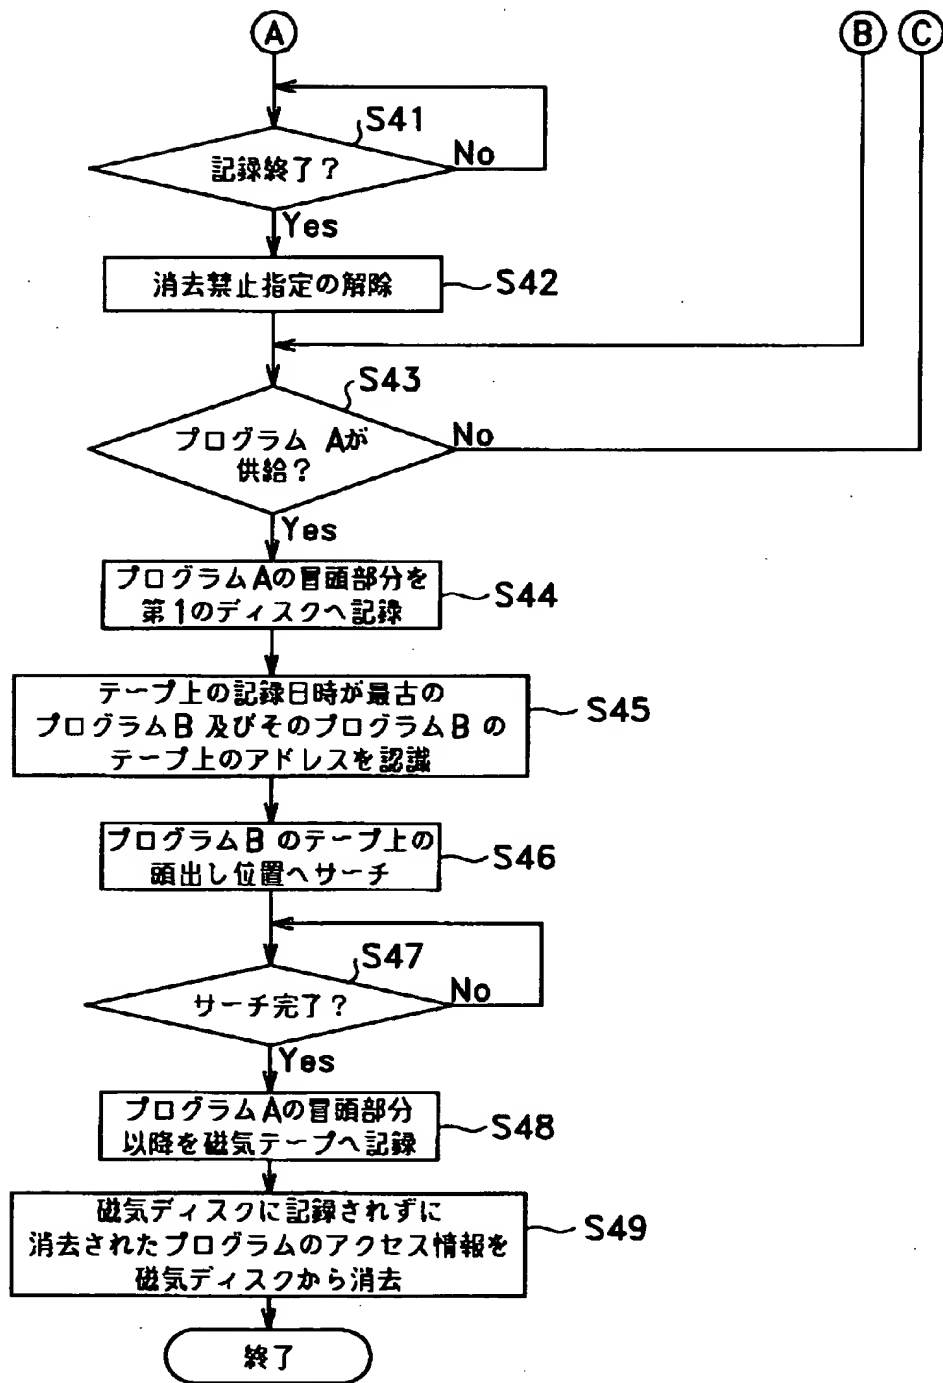 A
B
C
S41
記録終了?
No
Yes
消去禁止指定の解除
S42
S43
プログラム Aが
供給?
No
Yes
プログラムAの冒頭部分を
第1のディスクへ記録
S44
テープ上の記録日時が最古の
プログラムB 及びそのプログラムB の
テープ上のアドレスを認識
S45
プログラムB のテープ上の
頭出し位置へサーチ
S46
S47
サーチ完了?
No
Yes
プログラムAの冒頭部分
以降を磁気テープへ記録
S48
磁気ディスクに記録されずに
消去されたプログラムのアクセス情報を
磁気ディスクから消去
S49
終了